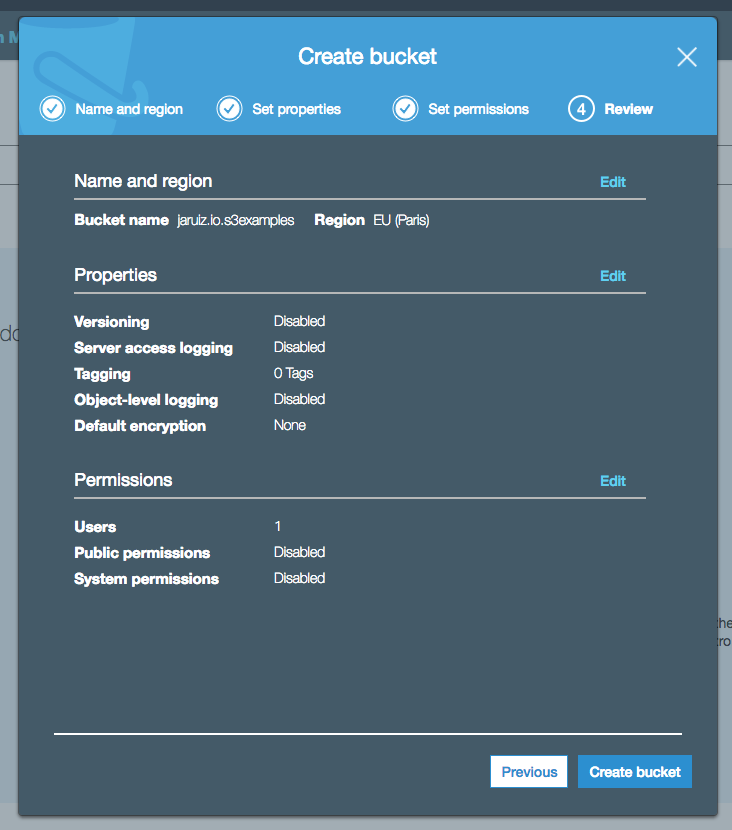 Create bucket
Name and region Set properties Set permissions 4 Review
Name and region Edit
Bucket name jaruiz.io.s3examples Region EU (Paris)
Properties Edit
Versioning Disabled
Server access logging Disabled
Tagging 0 Tags
Object-level logging Disabled
Default encryption None
Permissions Edit
Users 1
Public permissions Disabled
System permissions Disabled
Previous Create bucket